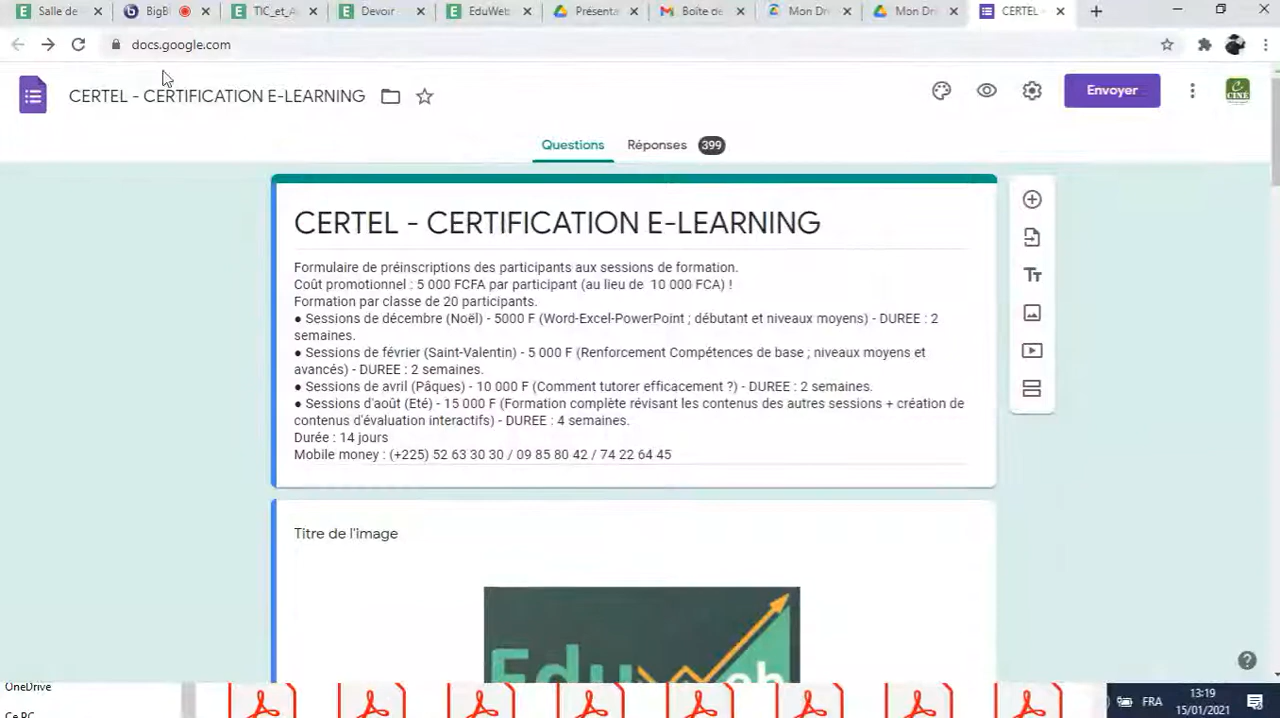 Salle de
BigB
TIC_et_A
Devoir
EduWeb
Présenta
Boîte de
Mon Dr
Mon Dr
CERTEL -
docs.google.com
CERTEL - CERTIFICATION E-LEARNING
Envoyer
CINÉ
Questions
Réponses 399
CERTEL - CERTIFICATION E-LEARNING
Formulaire de préinscriptions des participants aux sessions de formation.
Coût promotionnel : 5 000 FCFA par participant (au lieu de 10 000 FCA) !
Formation par classe de 20 participants.
● Sessions de décembre (Noël) - 5000 F (Word-Excel-PowerPoint ; débutant et niveaux moyens) - DUREE : 2
semaines.
● Sessions de février (Saint-Valentin) - 5 000 F (Renforcement Compétences de base ; niveaux moyens et
avancés) - DUREE : 2 semaines.
● Sessions de avril (Pâques) - 10 000 F (Comment tutorer efficacement ?) - DUREE : 2 semaines.
● Sessions d'août (Eté) - 15 000 F (Formation complète révisant les contenus des autres sessions + création de
contenus d'évaluation interactifs) - DUREE : 4 semaines.
Durée : 14 jours
Mobile money : (+225) 52 63 30 30 / 09 85 80 42 / 74 22 64 45
Tт
Titre de l'image
EduWeb
OneDrive
Ce PC
FRA
13:19
15/01/2021